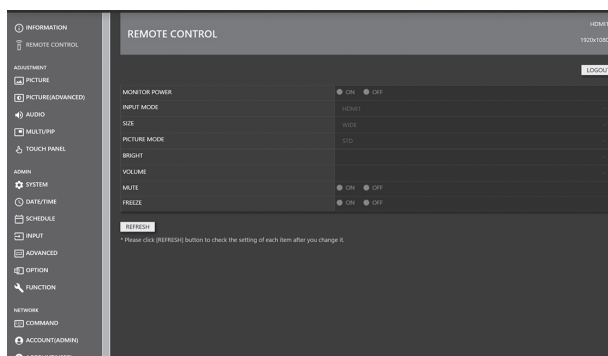 INFORMATION
REMOTE CONTROL
ADJUSTMENT
PICTURE
PICTURE(ADVANCED)
AUDIO
MULTI/PIP
TOUCH PANEL
ADMIN
SYSTEM
DATE/TIME
SCHEDULE
INPUT
ADVANCED
OPTION
FUNCTION
NETWORK
COMMAND
ACCOUNT(ADMIN)
REMOTE CONTROL
HDMI1
1920x1080
LOGOUT
MONITOR POWER ON OFF
INPUT MODE HDMI1
SIZE WIDE
PICTURE MODE STD
BRIGHT
VOLUME
MUTE ON OFF
FREEZE ON OFF
REFRESH
* Please click [REFRESH] button to check the setting of each item after you change it.